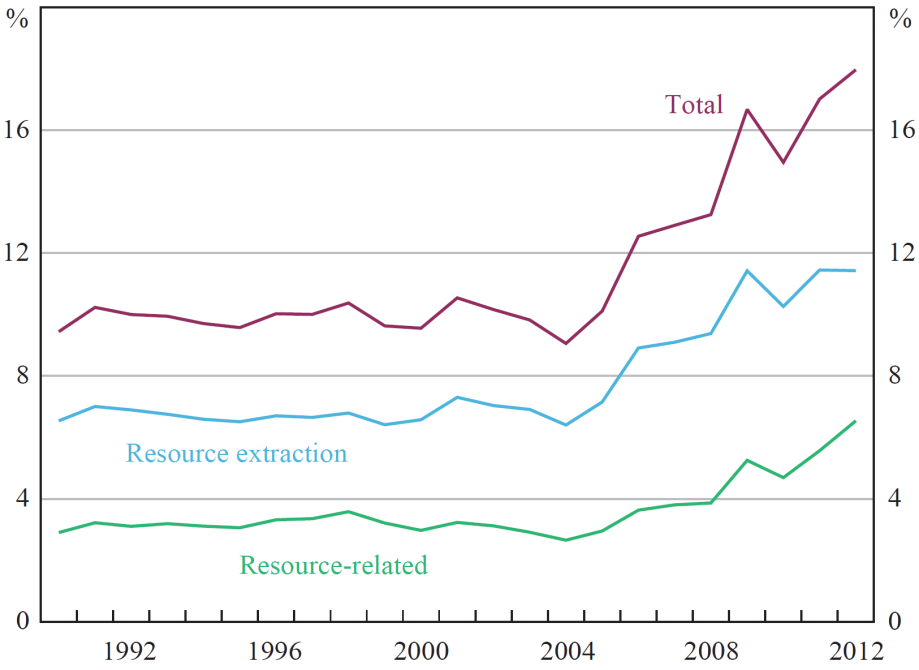 % %
Total
16 16
12 12
8 8
Resource extraction
4 4
Resource-related
0 0
1992 1996 2000 2004 2008 2012